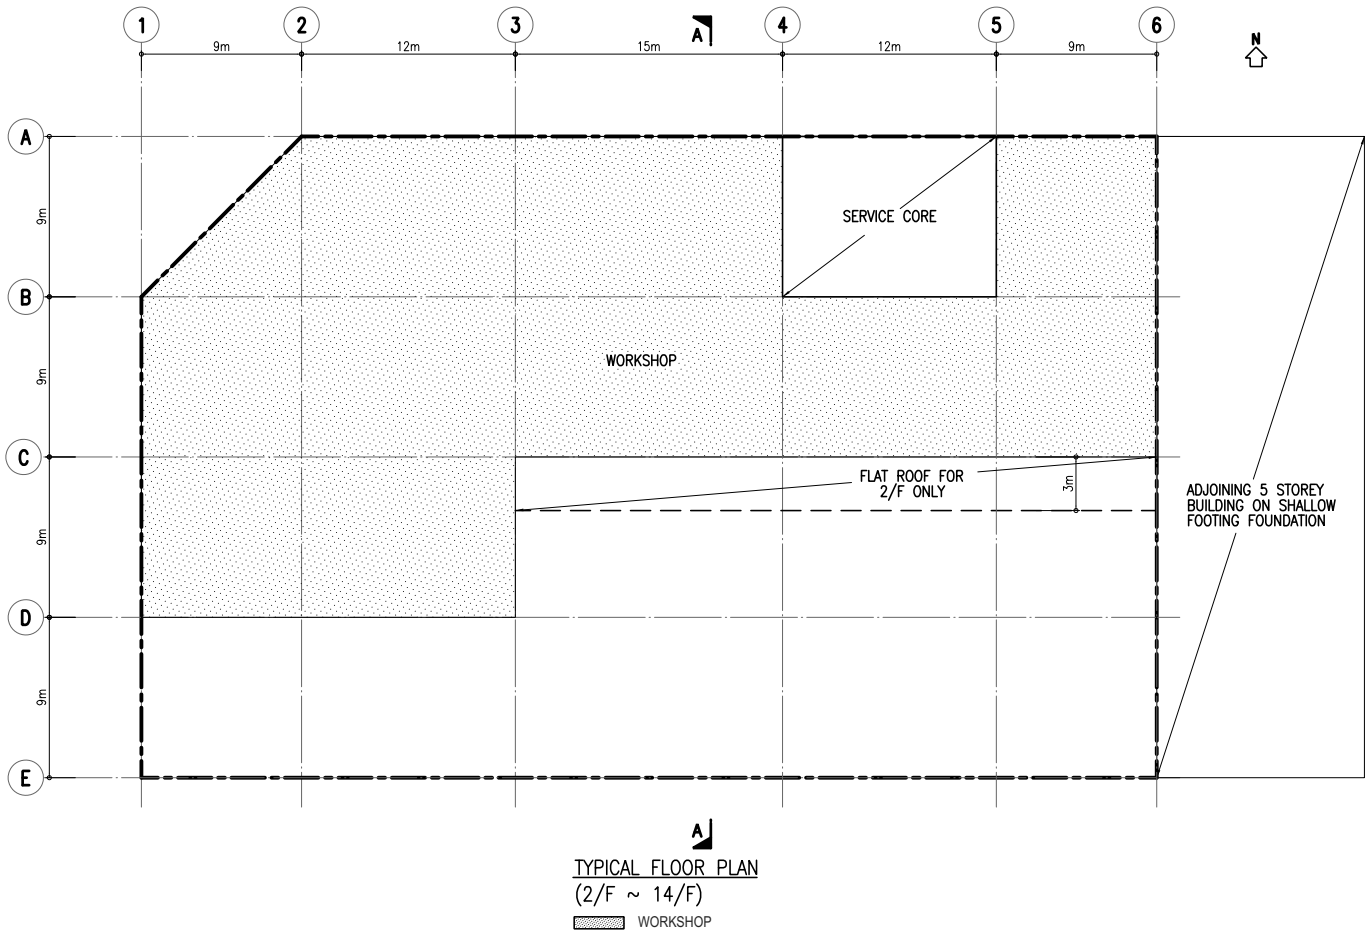 1 2 3 4 5 6
A
9m 12m 15m 12m 9m
N
A
9m
SERVICE CORE
B
9m
WORKSHOP
C
FLAT ROOF FOR
2/F ONLY
3m
ADJOINING 5 STOREY
BUILDING ON SHALLOW
FOOTING FOUNDATION
9m
D
9m
E
A
TYPICAL FLOOR PLAN
(2/F ~ 14/F)
WORKSHOP